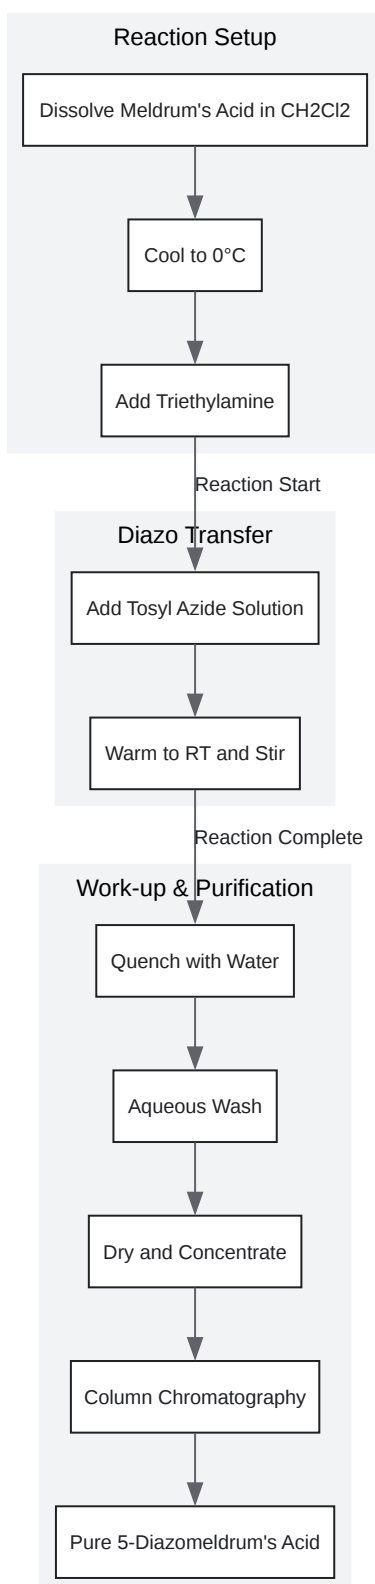 Reaction Setup
Dissolve Meldrum's Acid in CH2Cl2
Cool to 0°C
Add Triethylamine
Reaction Start
Diazo Transfer
Add Tosyl Azide Solution
Warm to RT and Stir
Reaction Complete
Work-up & Purification
Quench with Water
Aqueous Wash
Dry and Concentrate
Column Chromatography
Pure 5-Diazomeldrum's Acid